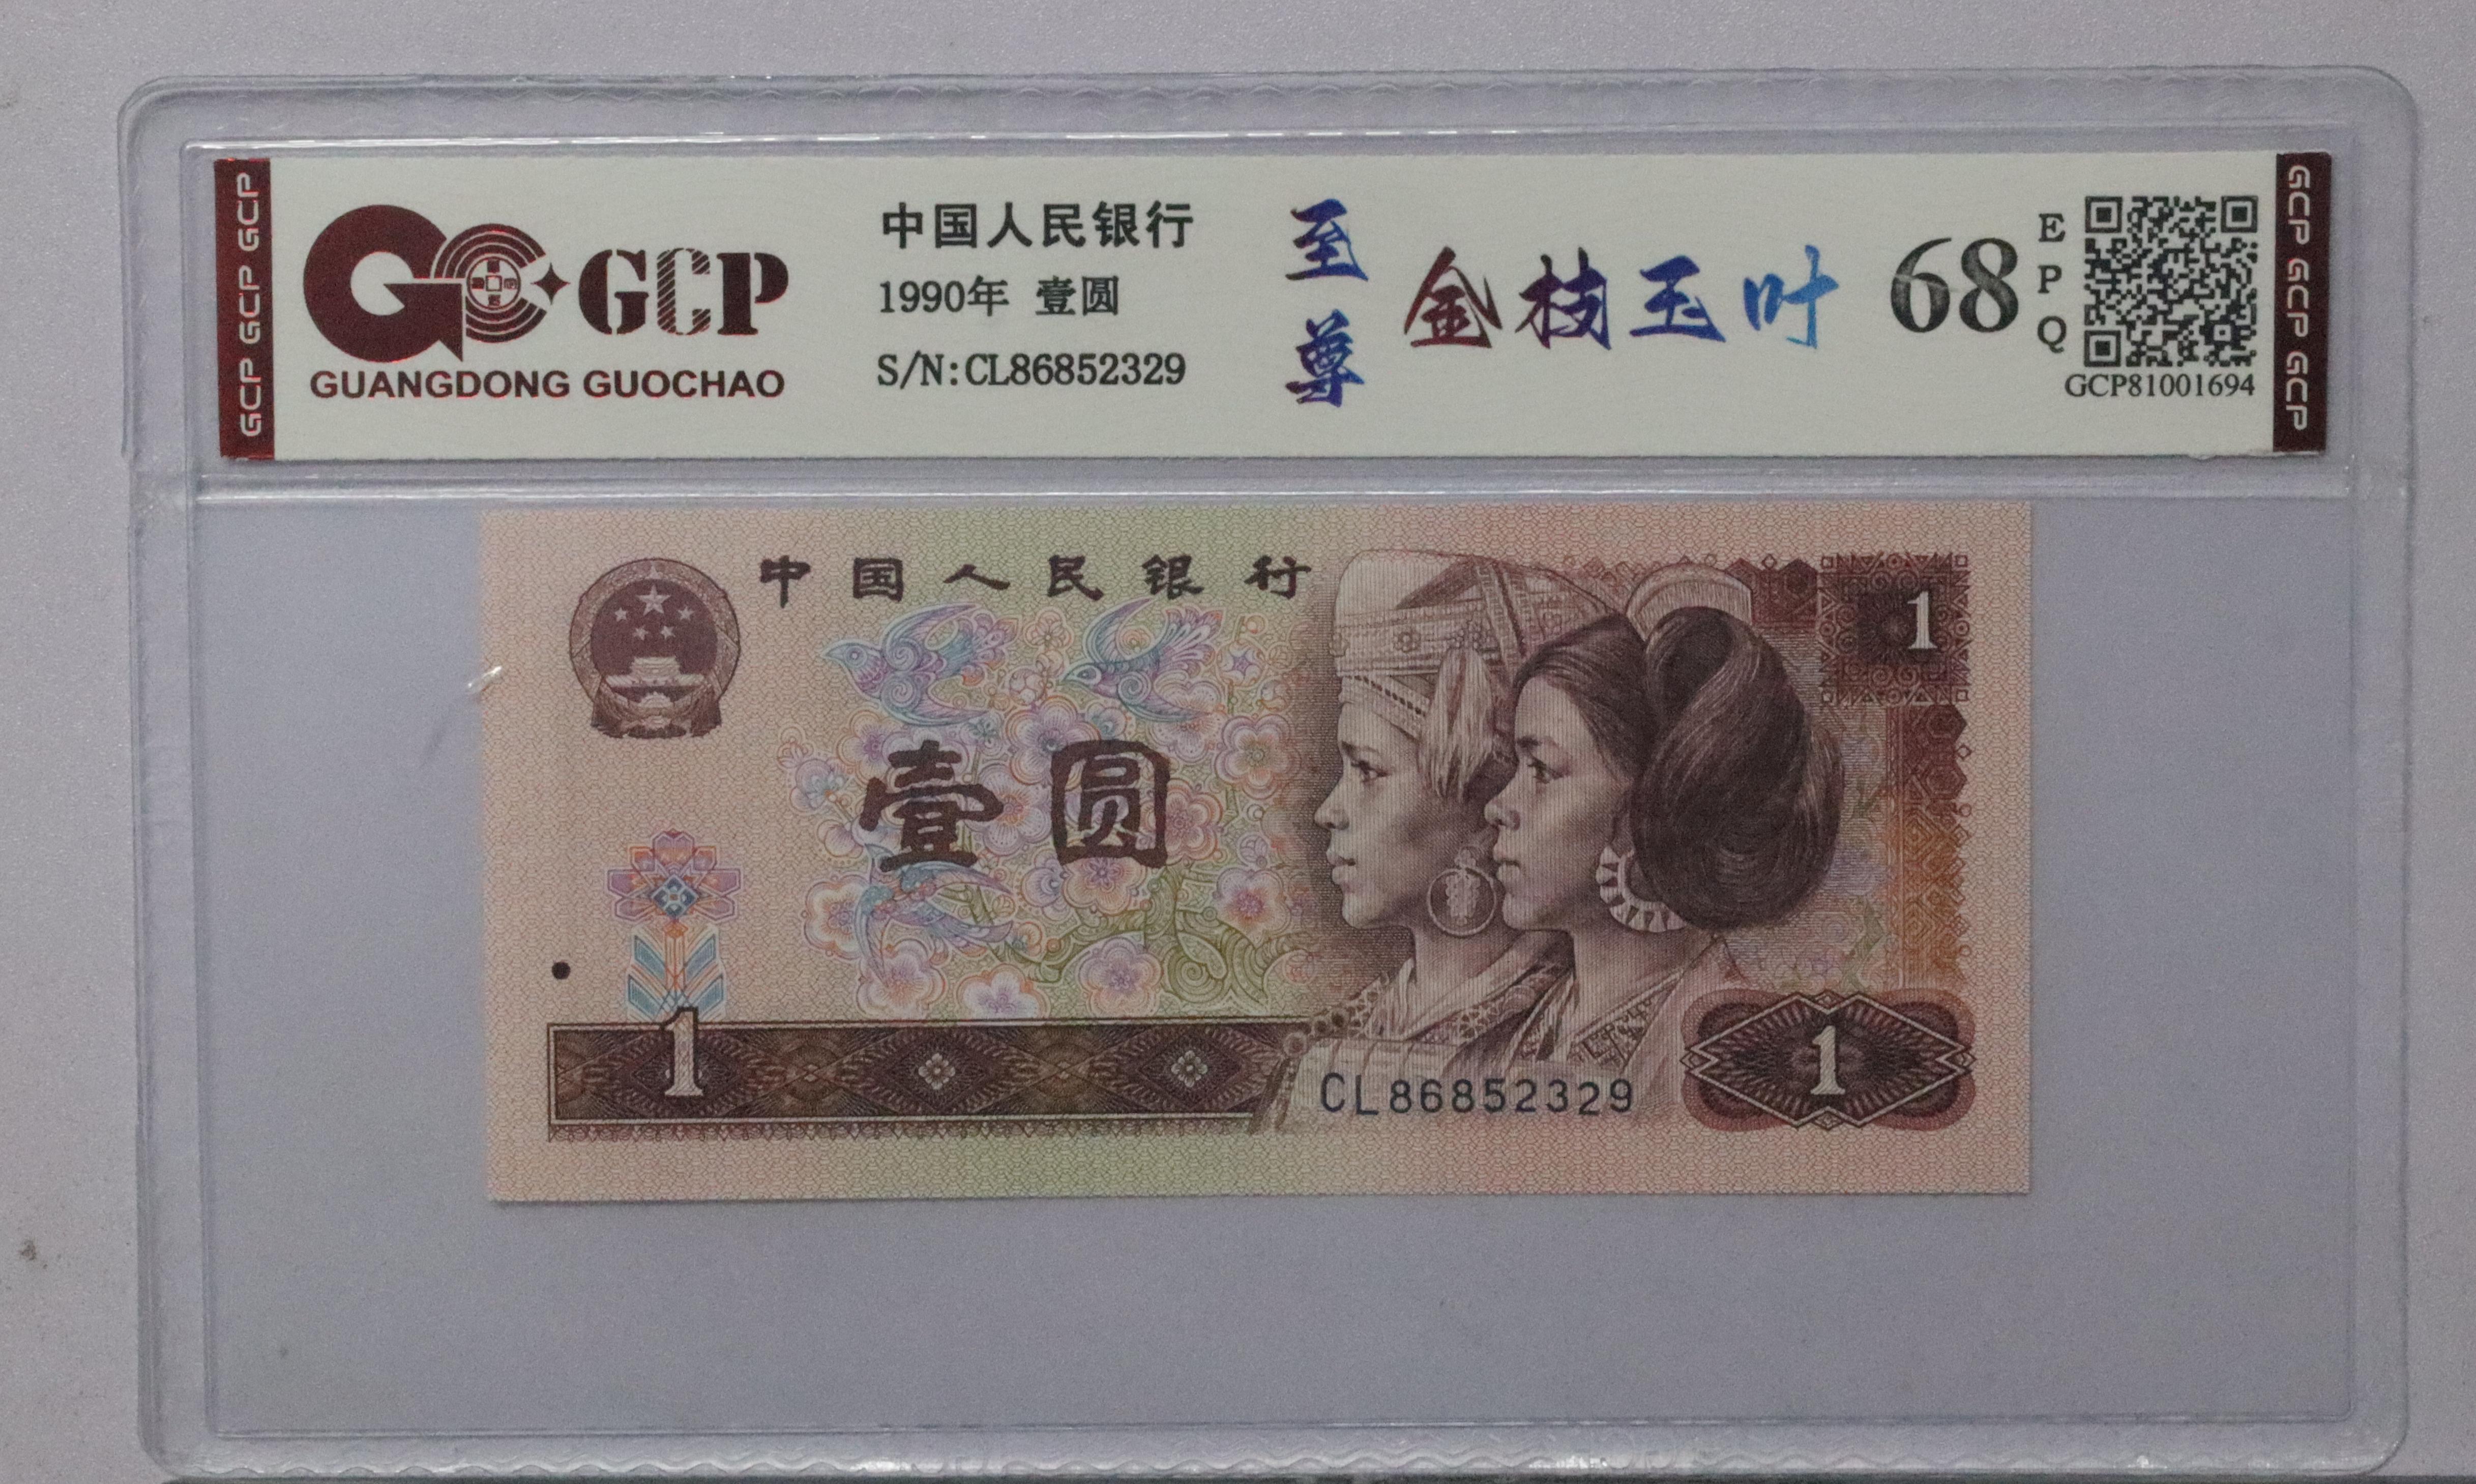 GCP GCP GCP
GCP
GUANGDONG GUOCHAO
中国人民银行
1990年 壹圆
S/N:CL86852329
至尊
金枝玉叶
68
EPQ
GCP81001694
GCP GCP GCP
中国人民银行
1
壹圆
1
1
CL86852329